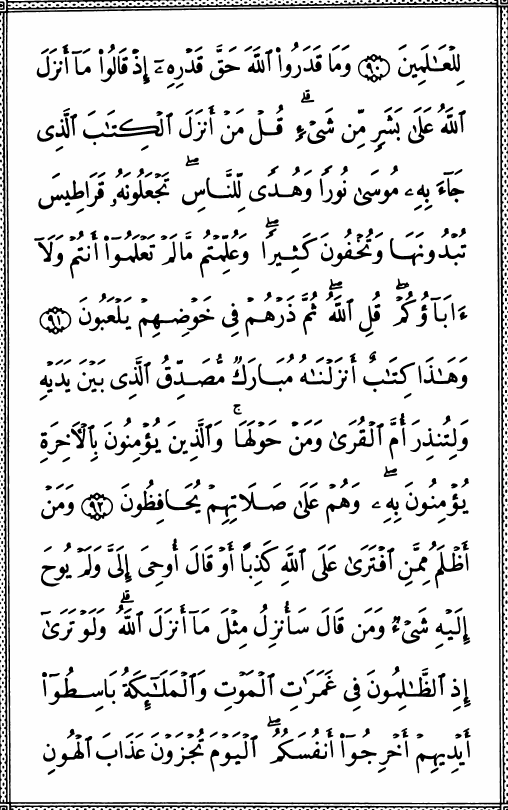 لِلْعَـٰلَمِينَ ﴿٩٠﴾ وَمَا قَدَرُوا۟ ٱللَّهَ حَقَّ قَدْرِهِۦٓ إِذْ قَالُوا۟ مَآ أَنزَلَ
ٱللَّهُ عَلَىٰ بَشَرٍ مِّن شَىْءٍ ۗ قُلْ مَنْ أَنزَلَ ٱلْكِتَـٰبَ ٱلَّذِى
جَآءَ بِهِۦ مُوسَىٰ نُورًا وَهُدًى لِّلنَّاسِ ۖ تَجْعَلُونَهُۥ قَرَاطِيسَ
تُبْدُونَهَا وَتُخْفُونَ كَثِيرًا ۖ وَعُلِّمْتُم مَّا لَمْ تَعْلَمُوٓا۟ أَنتُمْ وَلَآ
ءَابَآؤُكُمْ ۖ قُلِ ٱللَّهُ ۖ ثُمَّ ذَرْهُمْ فِى خَوْضِهِمْ يَلْعَبُونَ ﴿٩١﴾
وَهَـٰذَا كِتَـٰبٌ أَنزَلْنَـٰهُ مُبَارَكٌ مُّصَدِّقُ ٱلَّذِى بَيْنَ يَدَيْهِ
وَلِتُنذِرَ أُمَّ ٱلْقُرَىٰ وَمَنْ حَوْلَهَا ۚ وَٱلَّذِينَ يُؤْمِنُونَ بِٱلْـَٔاخِرَةِ
يُؤْمِنُونَ بِهِۦ ۖ وَهُمْ عَلَىٰ صَلَاتِهِمْ يُحَافِظُونَ ﴿٩٢﴾ وَمَنْ
أَظْلَمُ مِمَّنِ ٱفْتَرَىٰ عَلَى ٱللَّهِ كَذِبًا أَوْ قَالَ أُوحِىَ إِلَىَّ وَلَمْ يُوحَ
إِلَيْهِ شَىْءٌ وَمَن قَالَ سَأُنزِلُ مِثْلَ مَآ أَنزَلَ ٱللَّهُ ۗ وَلَوْ تَرَىٰٓ
إِذِ ٱلظَّـٰلِمُونَ فِى غَمَرَٰتِ ٱلْمَوْتِ وَٱلْمَلَـٰٓئِكَةُ بَاسِطُوٓا۟
أَيْدِيهِمْ أَخْرِجُوٓا۟ أَنفُسَكُمُ ۖ ٱلْيَوْمَ تُجْزَوْنَ عَذَابَ ٱلْهُونِ